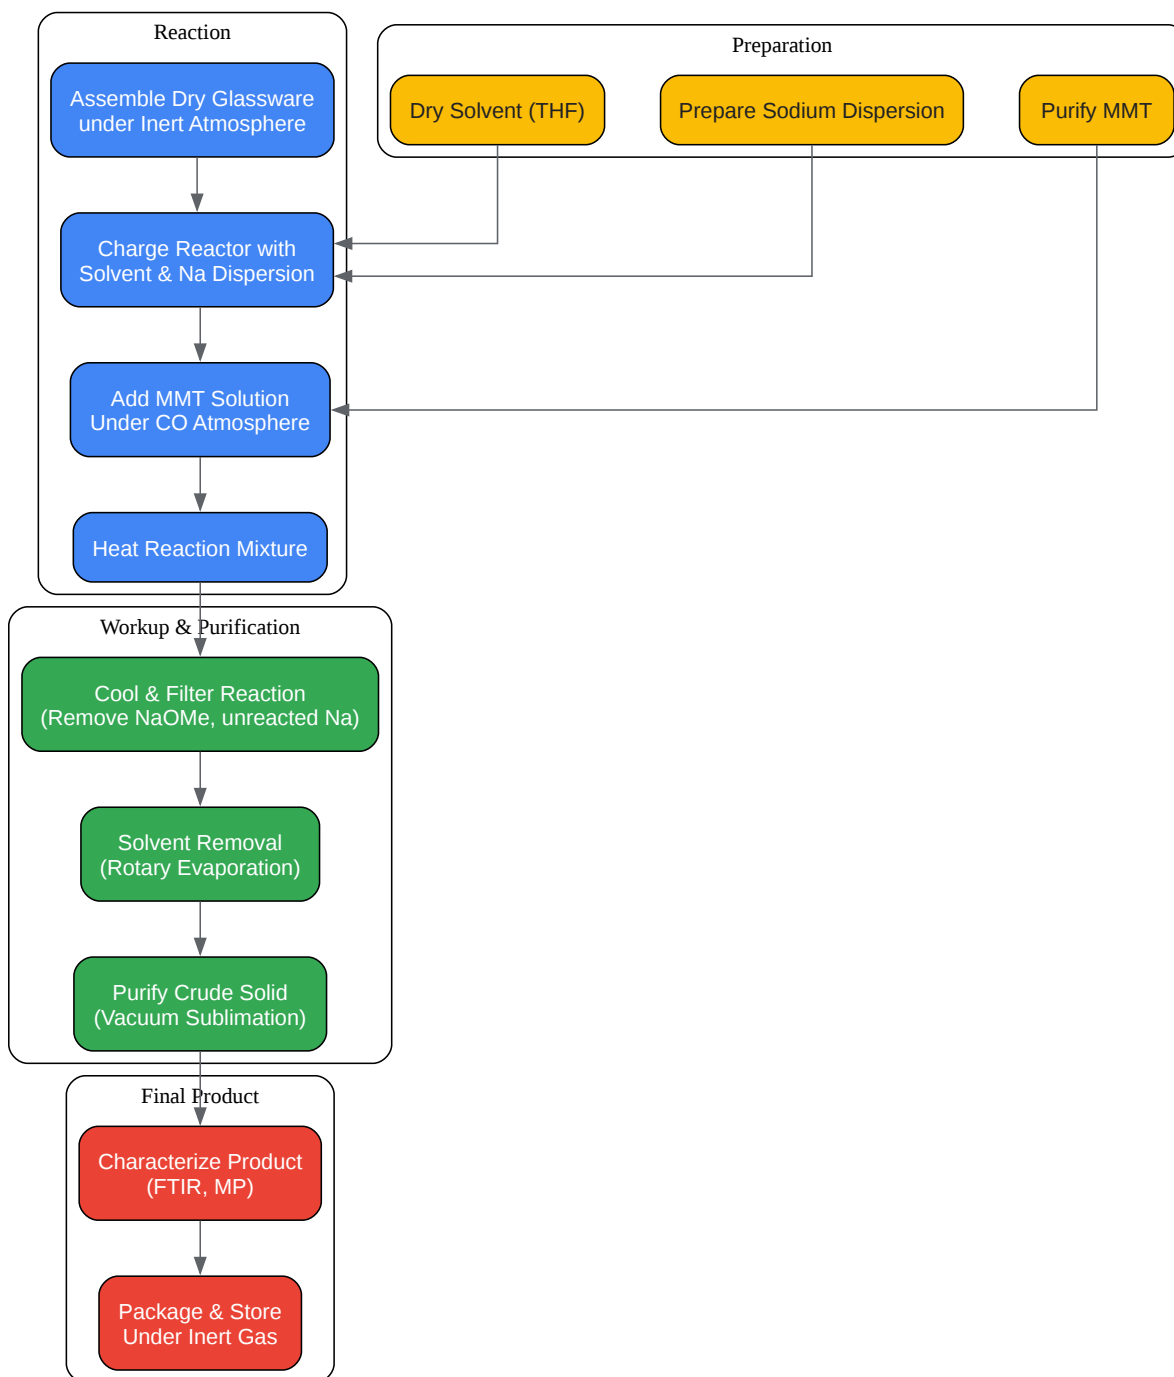 Reaction
Assemble Dry Glassware
under Inert Atmosphere
Charge Reactor with
Solvent & Na Dispersion
Add MMT Solution
Under CO Atmosphere
Heat Reaction Mixture
Preparation
Dry Solvent (THF)
Prepare Sodium Dispersion
Purify MMT
Workup & Purification
Cool & Filter Reaction
(Remove NaOMe, unreacted Na)
Solvent Removal
(Rotary Evaporation)
Purify Crude Solid
(Vacuum Sublimation)
Final Product
Characterize Product
(FTIR, MP)
Package & Store
Under Inert Gas